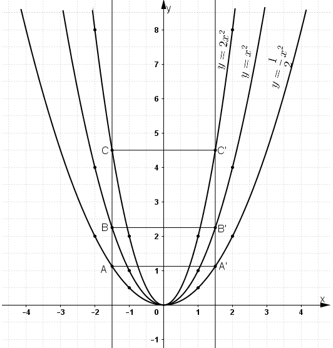 y
8
y = 2x²
y = x²
y = \frac{1}{2}x²
7
6
5
C C'
4
3
B B'
2
A A'
1
x
-4 -3 -2 -1 0 1 2 3 4
-1